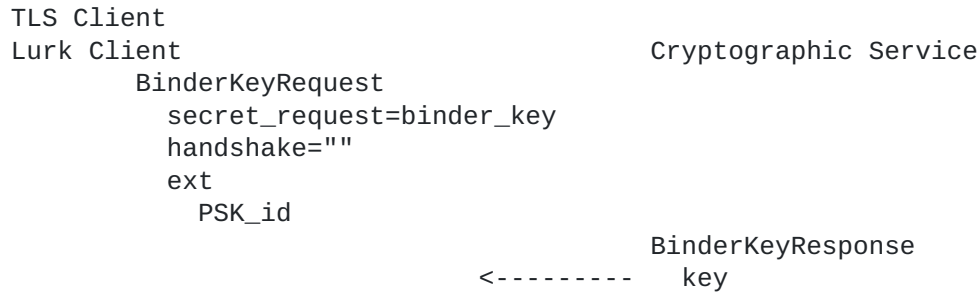 TLS Client
Lurk Client                                Cryptographic Service
        BinderKeyRequest
          secret_request=binder_key
          handshake=""
          ext
            PSK_id
                                           BinderKeyResponse
                               <---------    key